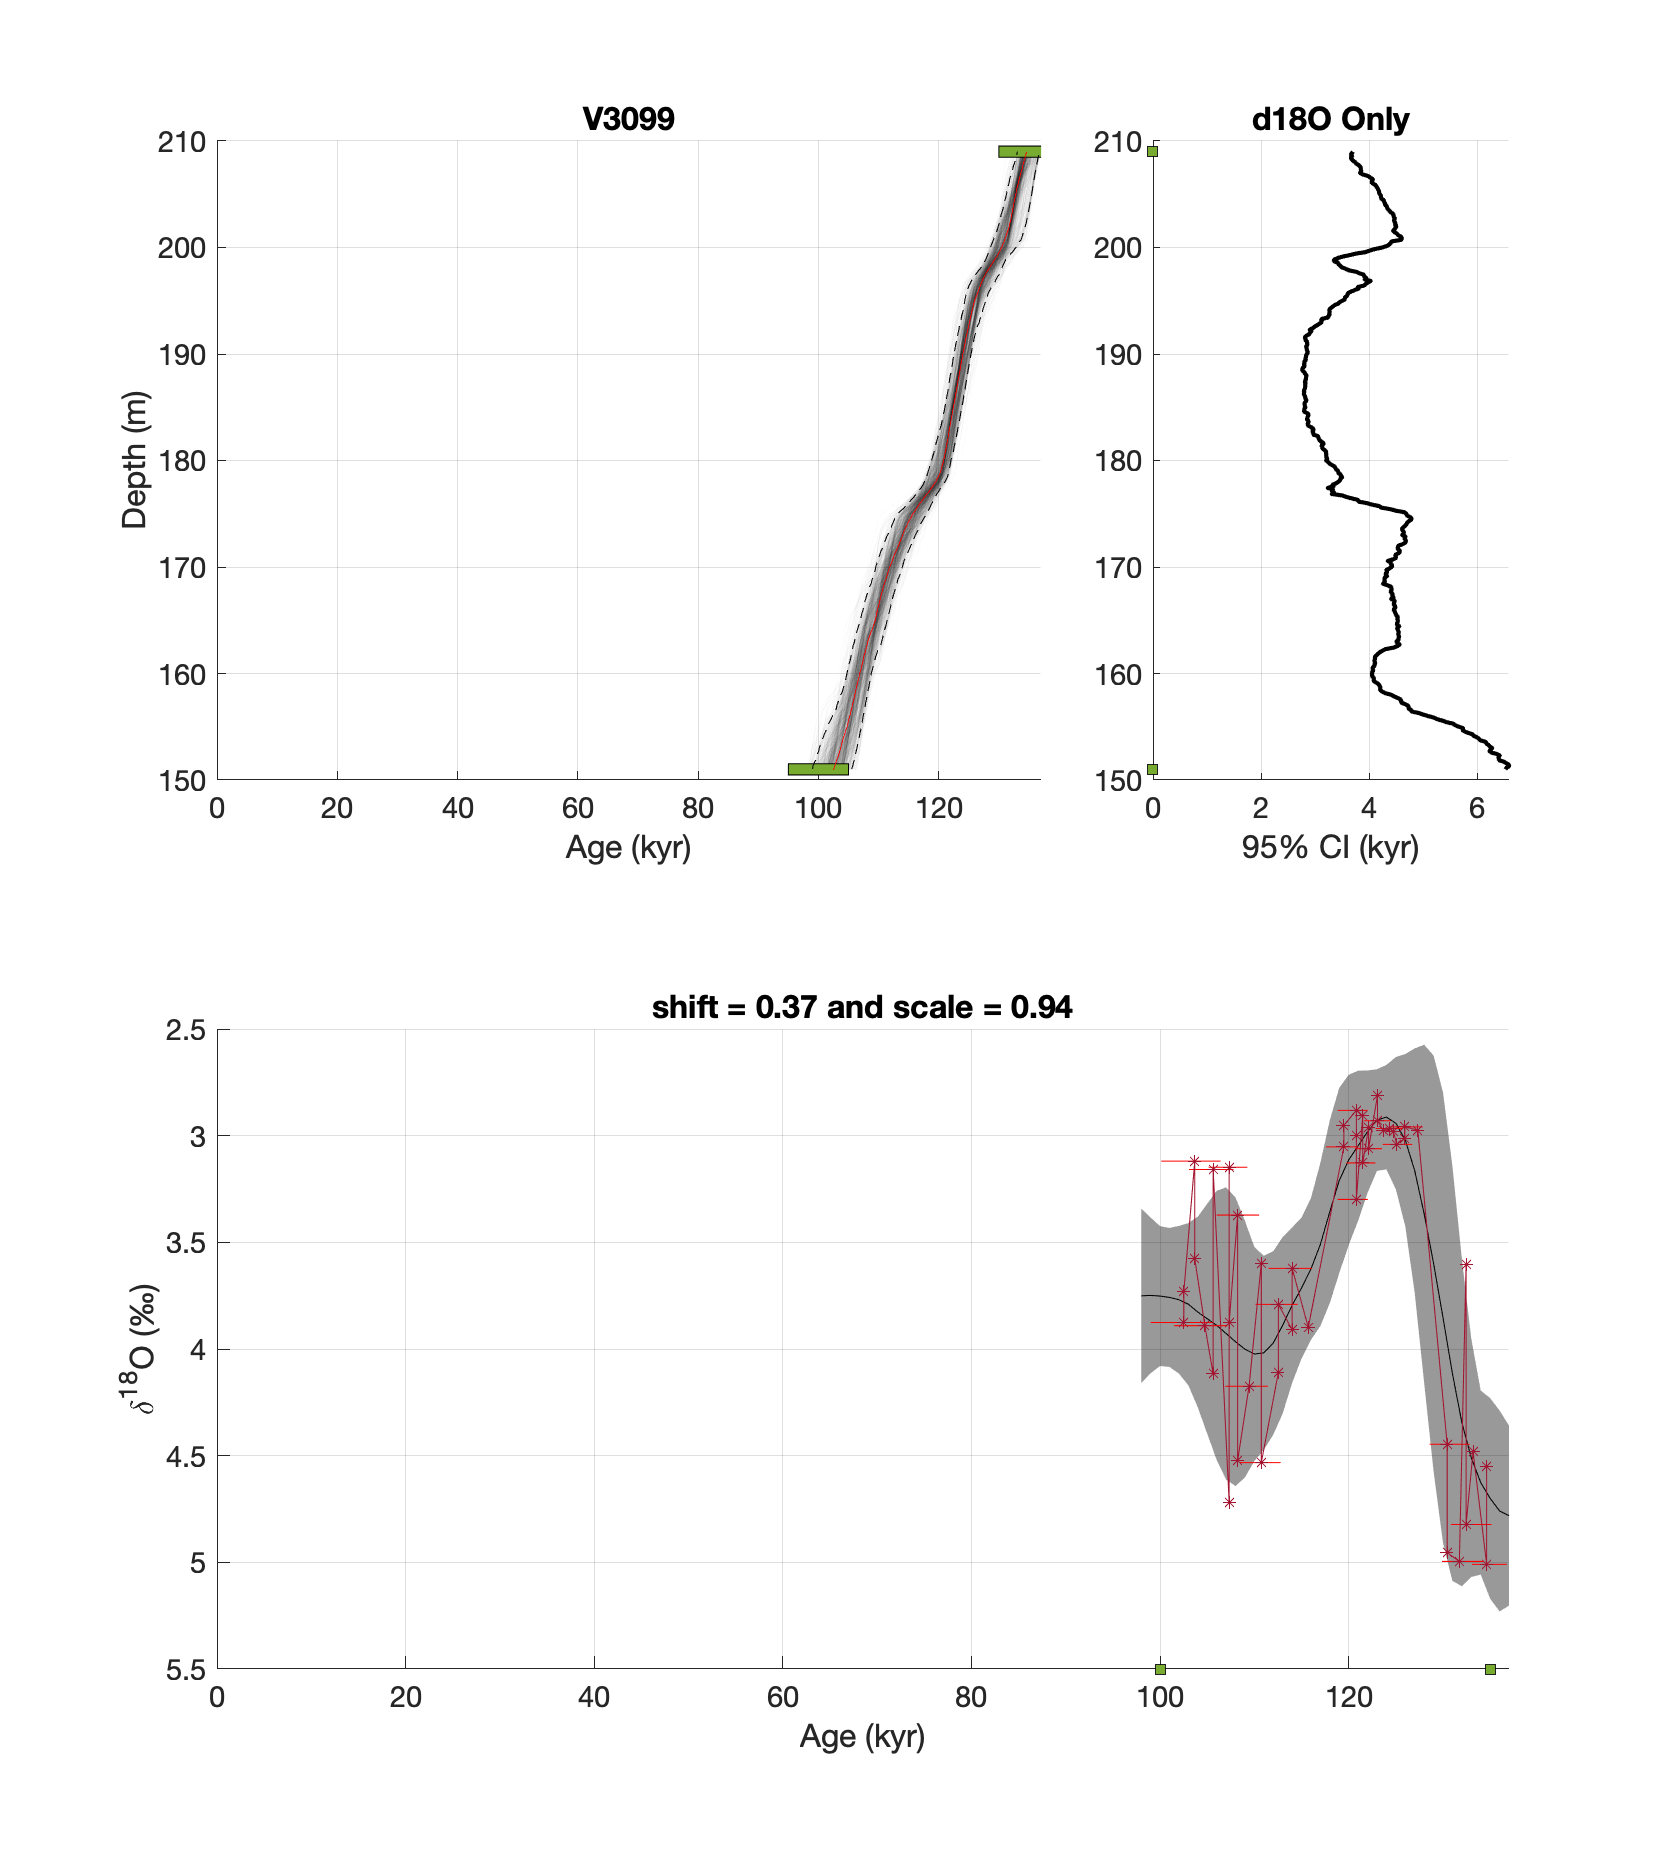 V3099
d18O Only
210
200
190
180
170
160
150
Depth (m)
0 20 40 60 80 100 120
Age (kyr)
210
200
190
180
170
160
150
0 2 4 6
95% CI (kyr)
shift = 0.37 and scale = 0.94
2.5
3
3.5
4
4.5
5
5.5
δ¹⁸O (‰)
0 20 40 60 80 100 120
Age (kyr)